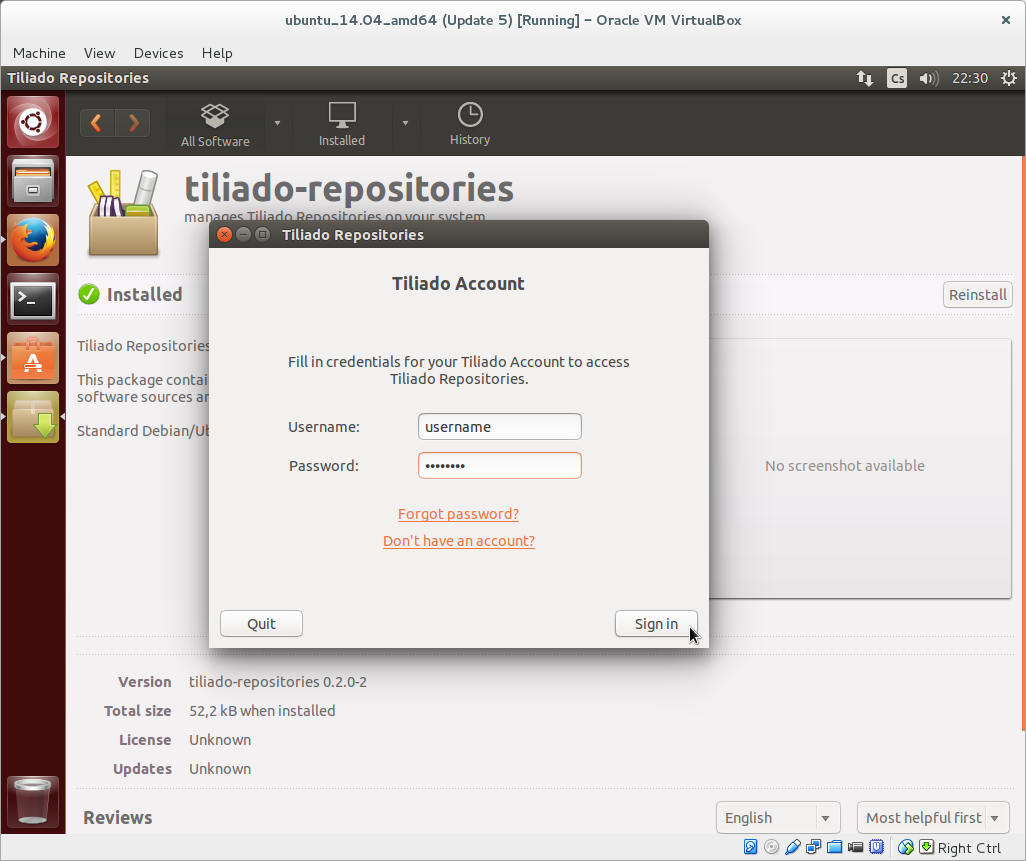 ubuntu_14.04_amd64 (Update 5) [Running] – Oracle VM VirtualBox
Machine View Devices Help
Tiliado Repositories
Cs
22:30
All Software
Installed
History
tiliado-repositories
manages Tiliado Repositories on your system
Tiliado Repositories
Tiliado Account
Installed
Reinstall
Tiliado Repositories
This package contai
software sources ar
Standard Debian/Ub
Fill in credentials for your Tiliado Account to access
Tiliado Repositories.
Username: username
Password: ••••••••
Forgot password?
Don't have an account?
No screenshot available
Quit
Sign in
Version tiliado-repositories 0.2.0-2
Total size 52,2 kB when installed
License Unknown
Updates Unknown
Reviews
English
Most helpful first
Right Ctrl